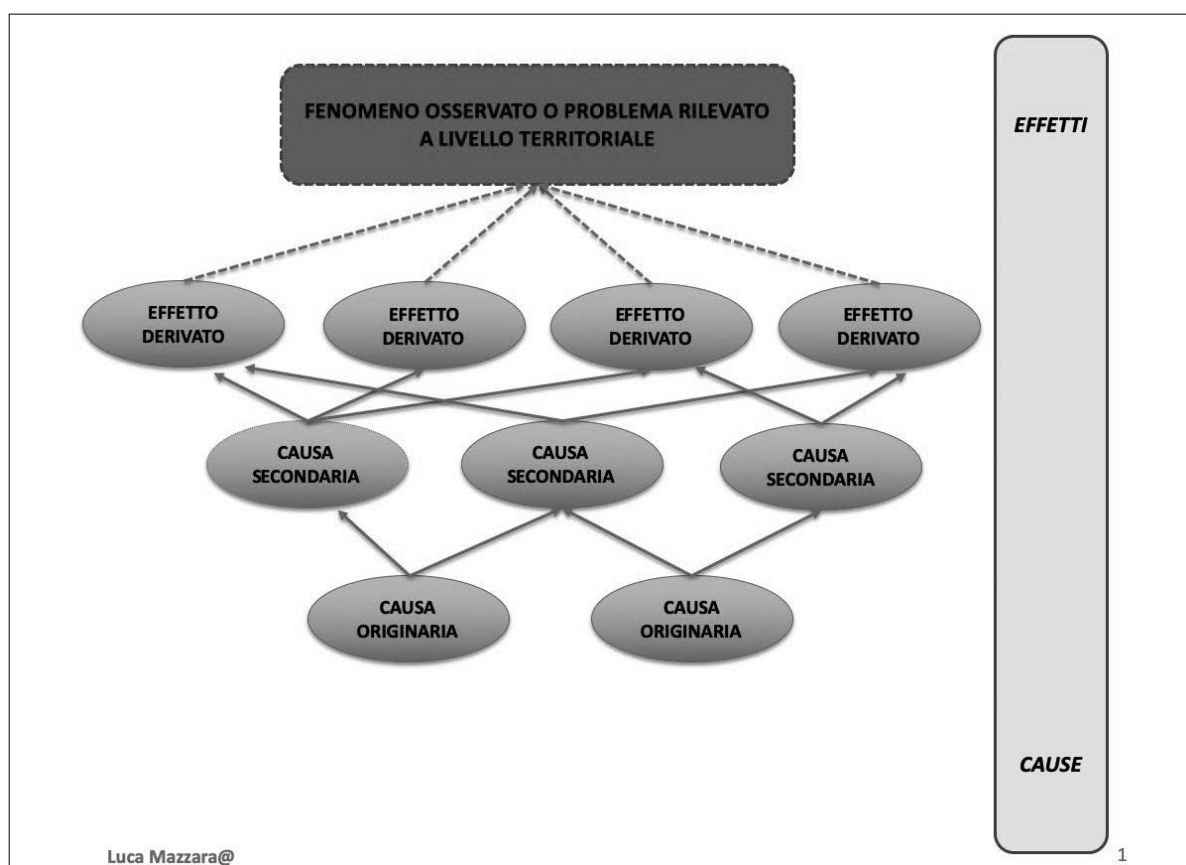 FENOMENO OSSERVATO O PROBLEMA RILEVATO
A LIVELLO TERRITORIALE
EFFETTI
EFFETTO
DERIVATO
EFFETTO
DERIVATO
EFFETTO
DERIVATO
EFFETTO
DERIVATO
CAUSA
SECONDARIA
CAUSA
SECONDARIA
CAUSA
SECONDARIA
CAUSA
ORIGINARIA
CAUSA
ORIGINARIA
CAUSE
Luca Mazzara@
1